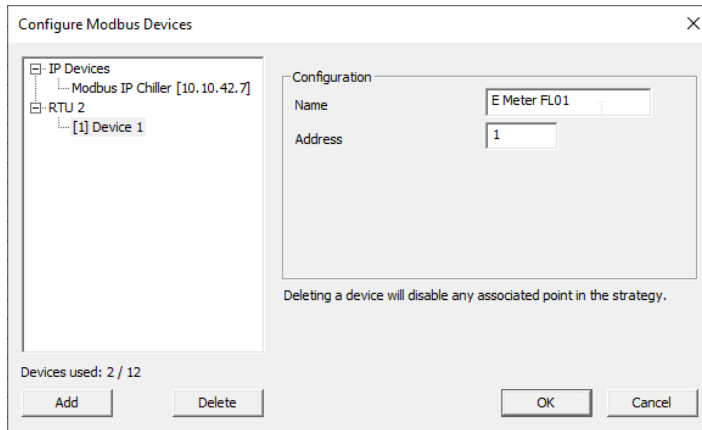 Configure Modbus Devices
IP Devices
Modbus IP Chiller [10.10.42.7]
RTU 2
[1] Device 1
Configuration
Name
E Meter FL01
Address
1
Deleting a device will disable any associated point in the strategy.
Devices used: 2 / 12
Add
Delete
OK
Cancel